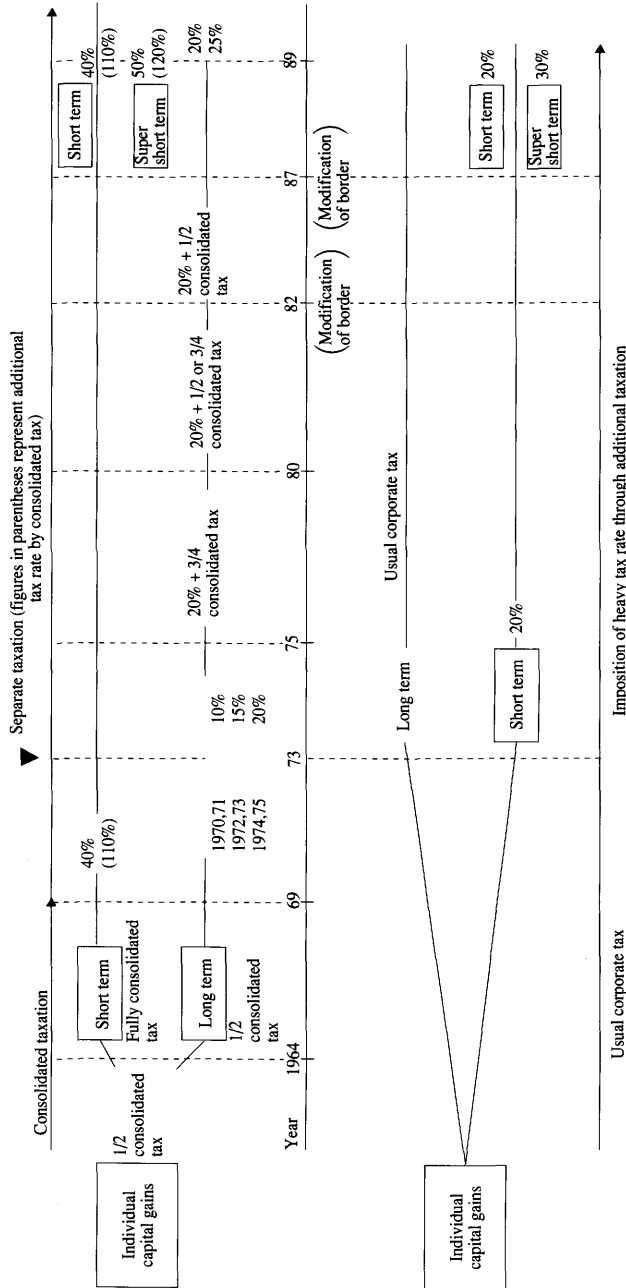 Consolidated taxation
Separate taxation (figures in parentheses represent additional
tax rate by consolidated tax)
Individual
capital gains
1/2
consolidated
tax
Short term
Fully consolidated
tax
Long term
1/2
consolidated
tax
40%
(110%)
1970,71 10%
1972,73 15%
1974,75 20%
20% + 3/4
consolidated tax
20% + 1/2 or 3/4
consolidated tax
20% + 1/2
consolidated
tax
Short term
40%
(110%)
Super
short term
50%
(120%)
20%
25%
Year 1964 69 73 75 80 82 87 89
(Modification
of border)
(Modification
of border)
Individual
capital gains
Long term
Usual corporate tax
Short term
20%
Short term
20%
Super
short term
30%
Usual corporate tax
Imposition of heavy tax rate through additional taxation